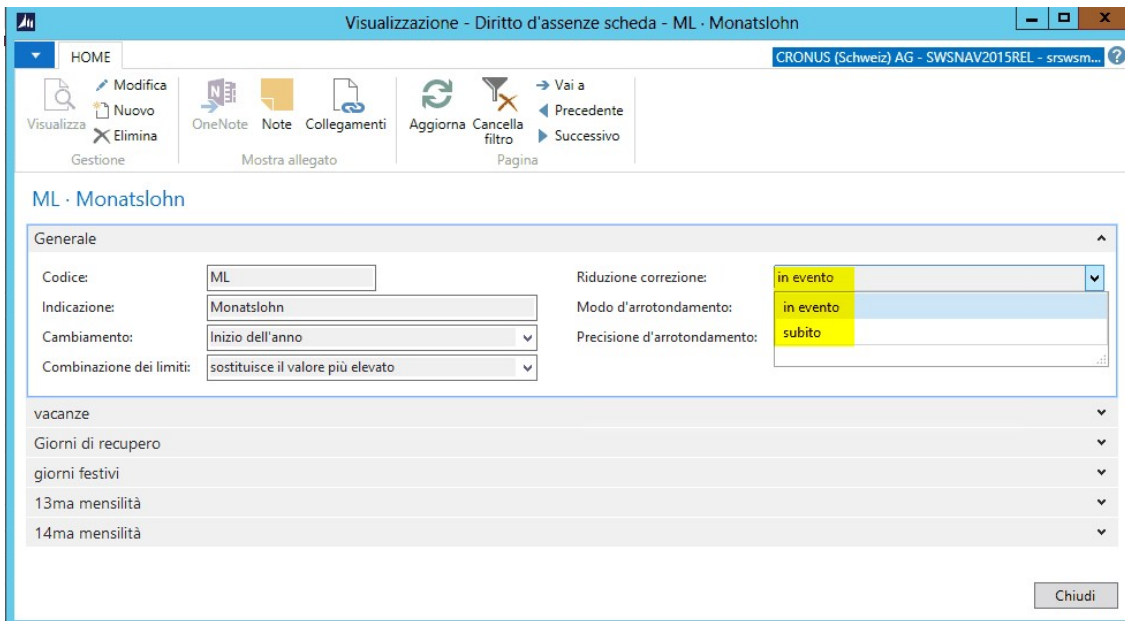 Visualizzazione - Diritto d'assenze scheda - ML · Monatslohn
HOME
CRONUS (Schweiz) AG - SWSNAV2015REL - srswsm...
Visualizza
Modifica
Nuovo
Elimina
Gestione
OneNote
Note
Collegamenti
Mostra allegato
Aggiorna
Cancella
filtro
Vai a
Precedente
Successivo
Pagina
ML · Monatslohn
Generale
Codice: ML
Indicazione: Monatslohn
Cambiamento: Inizio dell'anno
Combinazione dei limiti: sostituisce il valore più elevato
Riduzione correzione: in evento
Modo d'arrotondamento: in evento
subito
Precisione d'arrotondamento:
vacanze
Giorni di recupero
giorni festivi
13ma mensilità
14ma mensilità
Chiudi